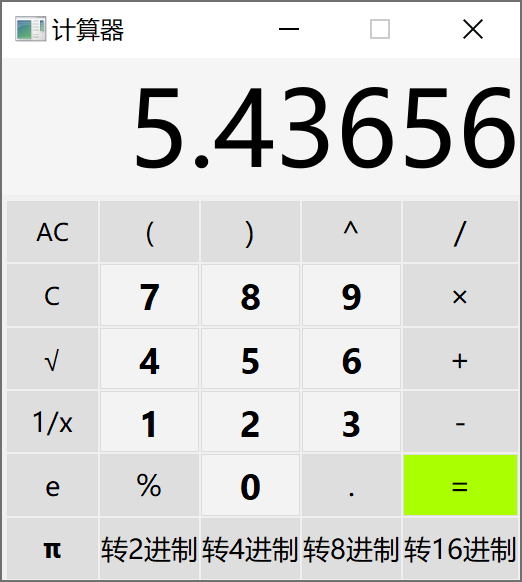 计算器
5.43656
AC ( ) ^ /
C 7 8 9 ×
√ 4 5 6 +
1/x 1 2 3 -
e % 0 . =
π 转2进制 转4进制 转8进制 转16进制